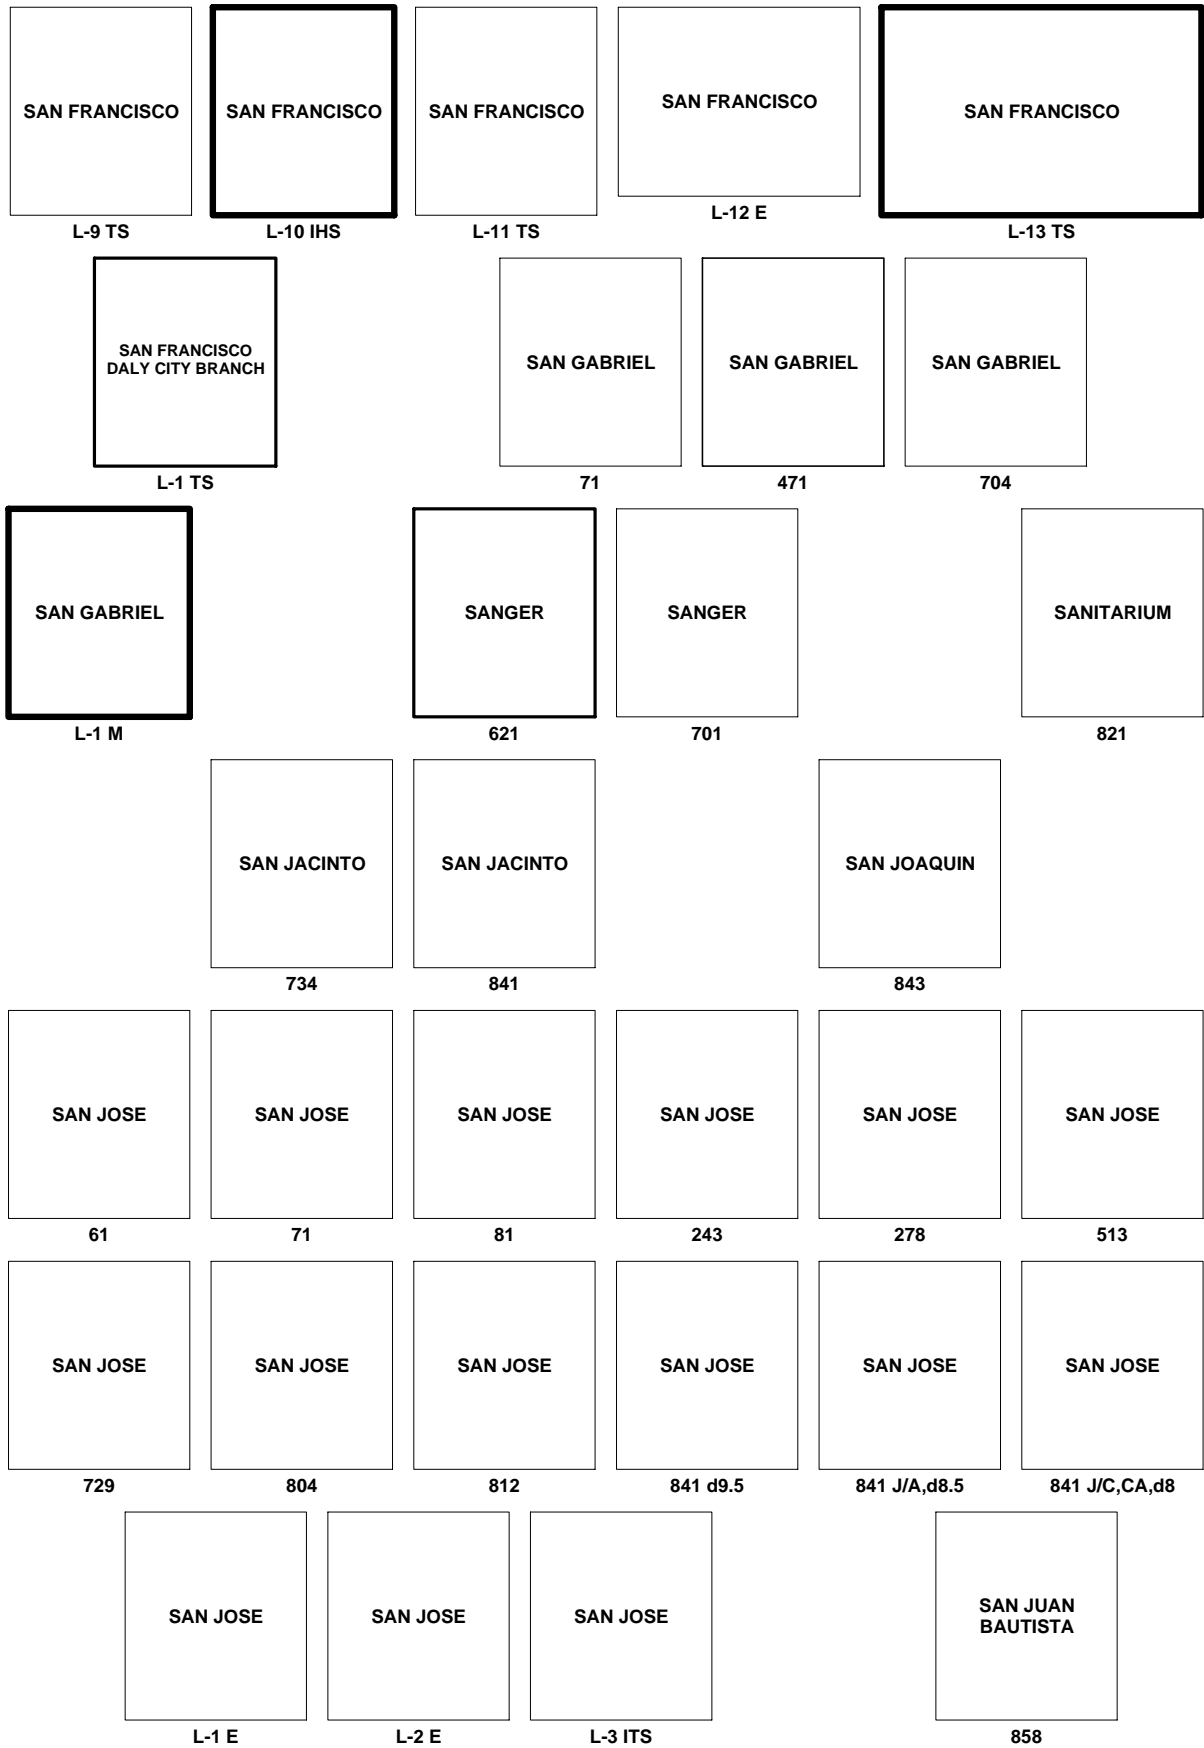 SAN FRANCISCO
L-9 TS
SAN FRANCISCO
L-10 IHS
SAN FRANCISCO
L-11 TS
SAN FRANCISCO
L-12 E
SAN FRANCISCO
L-13 TS
SAN FRANCISCO
DALY CITY BRANCH
L-1 TS
SAN GABRIEL
71
SAN GABRIEL
471
SAN GABRIEL
704
SAN GABRIEL
L-1 M
SANGER
621
SANGER
701
SANITARIUM
821
SAN JACINTO
734
SAN JACINTO
841
SAN JOAQUIN
843
SAN JOSE
61
SAN JOSE
71
SAN JOSE
81
SAN JOSE
243
SAN JOSE
278
SAN JOSE
513
SAN JOSE
729
SAN JOSE
804
SAN JOSE
812
SAN JOSE
841 d9.5
SAN JOSE
841 J/A,d8.5
SAN JOSE
841 J/C,CA,d8
SAN JOSE
L-1 E
SAN JOSE
L-2 E
SAN JOSE
L-3 ITS
SAN JUAN
BAUTISTA
858